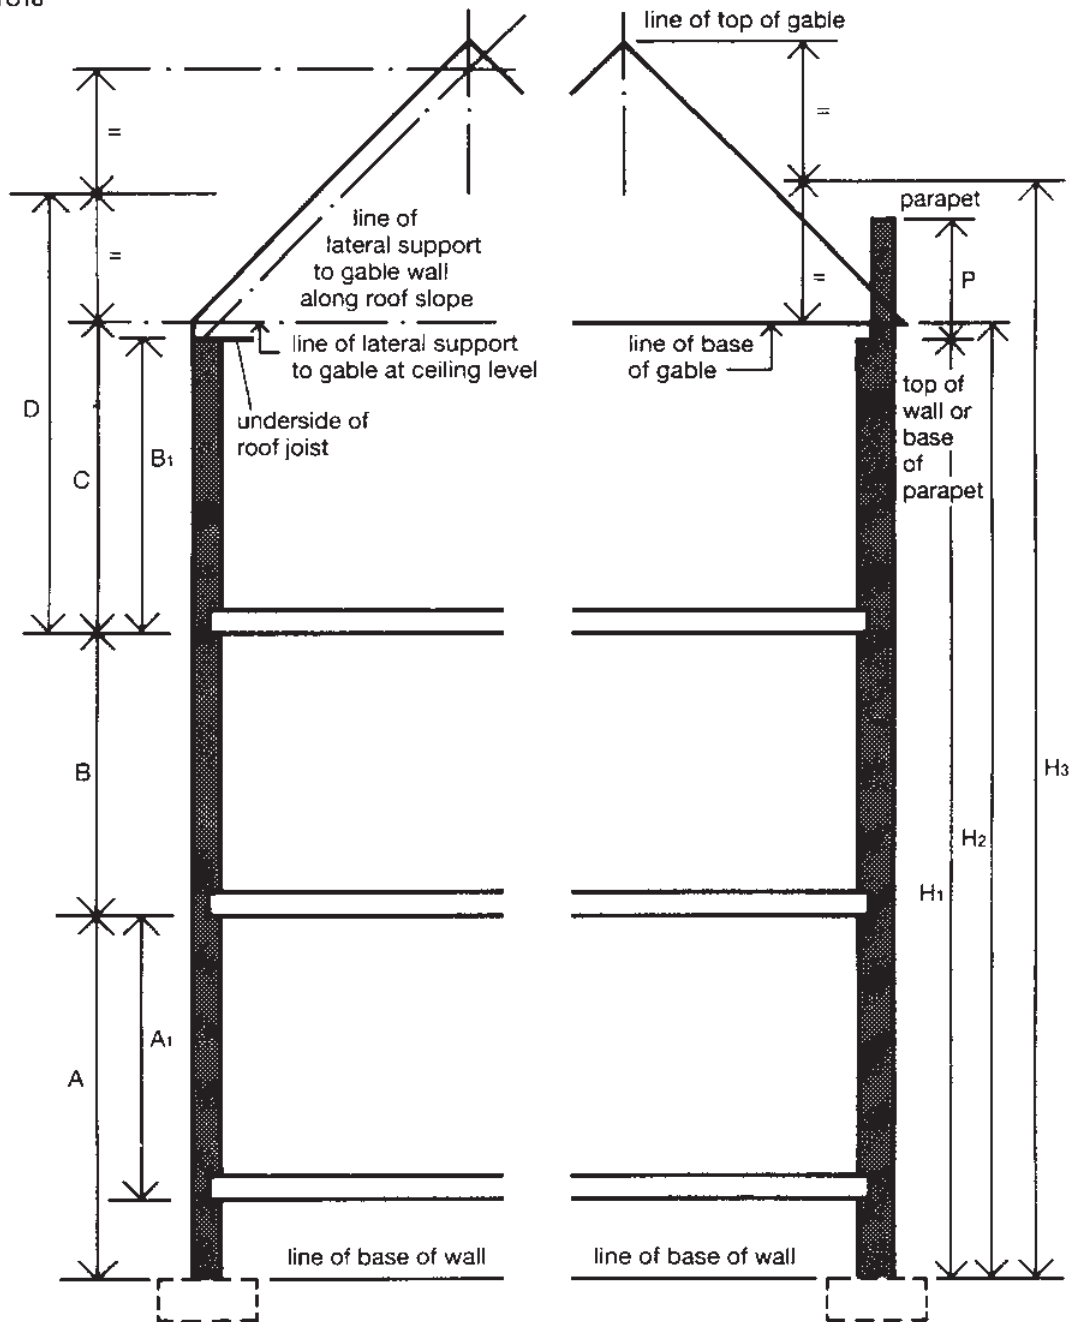 line of top of gable
=
=
parapet
line of
lateral support
to gable wall
along roof slope
=
=
P
line of lateral support
to gable at ceiling level
line of base
of gable
top of
wall or
base
of
parapet
D
C
B1
underside of
roof joist
B
H3
H2
H1
A1
A
line of base of wall
line of base of wall